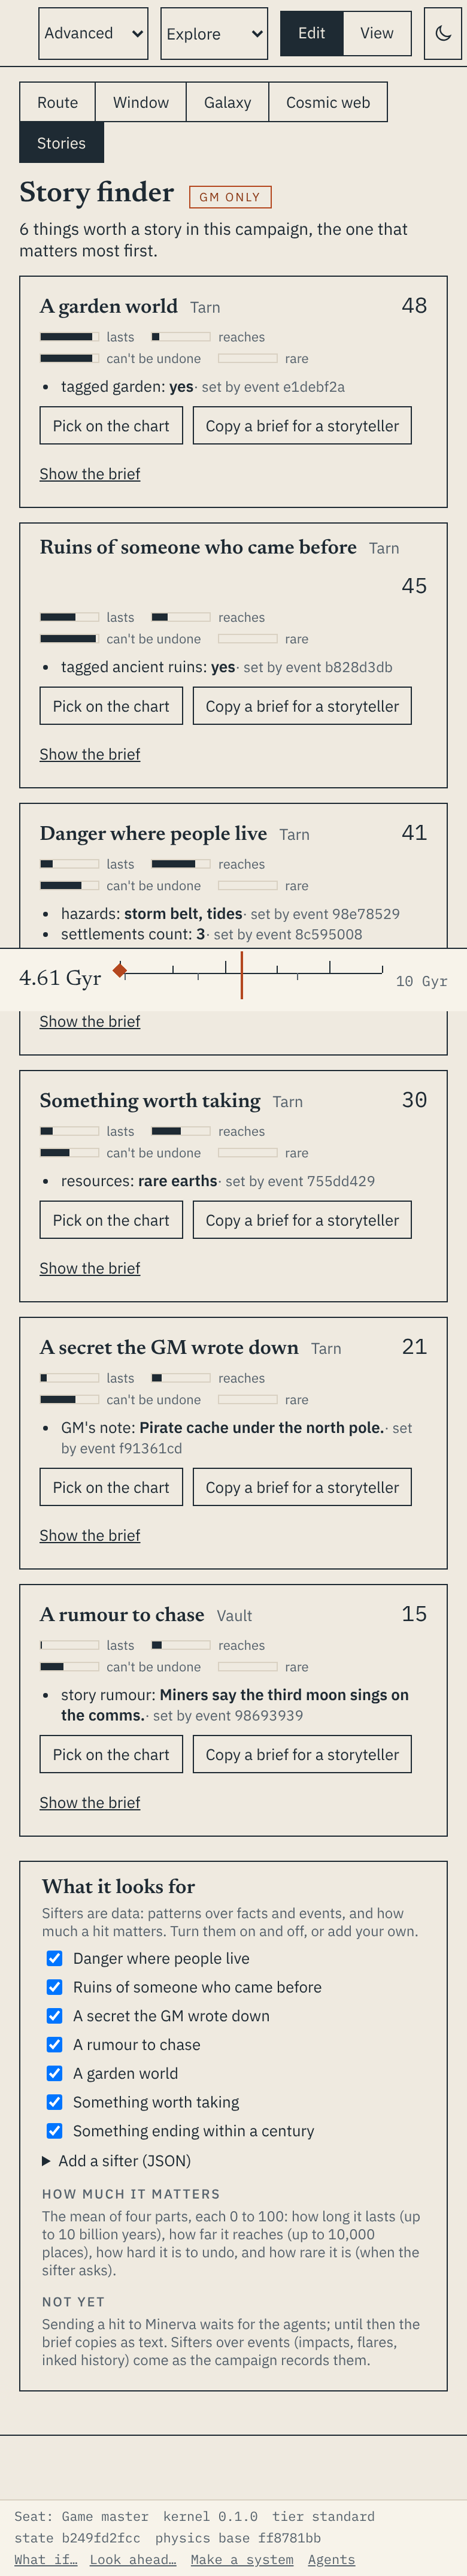 Advanced
Explore
Edit
View
Route
Window
Galaxy
Cosmic web
Stories
Story finder
GM ONLY
6 things worth a story in this campaign, the one that
matters most first.
A garden world Tarn 48
lasts reaches
can't be undone rare
• tagged garden: yes· set by event e1debf2a
Pick on the chart
Copy a brief for a storyteller
Show the brief
Ruins of someone who came before Tarn
45
lasts reaches
can't be undone rare
• tagged ancient ruins: yes· set by event b828d3db
Pick on the chart
Copy a brief for a storyteller
Show the brief
Danger where people live Tarn 41
lasts reaches
can't be undone rare
• hazards: storm belt, tides· set by event 98e78529
• settlements count: 3· set by event 8c595008
4.61 Gyr
10 Gyr
Show the brief
Something worth taking Tarn 30
lasts reaches
can't be undone rare
• resources: rare earths· set by event 755dd429
Pick on the chart
Copy a brief for a storyteller
Show the brief
A secret the GM wrote down Tarn 21
lasts reaches
can't be undone rare
• GM's note: Pirate cache under the north pole.· set
by event f91361cd
Pick on the chart
Copy a brief for a storyteller
Show the brief
A rumour to chase Vault 15
lasts reaches
can't be undone rare
• story rumour: Miners say the third moon sings on
the comms.· set by event 98693939
Pick on the chart
Copy a brief for a storyteller
Show the brief
What it looks for
Sifters are data: patterns over facts and events, and how
much a hit matters. Turn them on and off, or add your own.
Danger where people live
Ruins of someone who came before
A secret the GM wrote down
A rumour to chase
A garden world
Something worth taking
Something ending within a century
Add a sifter (JSON)
HOW MUCH IT MATTERS
The mean of four parts, each 0 to 100: how long it lasts (up
to 10 billion years), how far it reaches (up to 10,000
places), how hard it is to undo, and how rare it is (when the
sifter asks).
NOT YET
Sending a hit to Minerva waits for the agents; until then the
brief copies as text. Sifters over events (impacts, flares,
inked history) come as the campaign records them.
Seat: Game master kernel 0.1.0 tier standard
state b249fd2fcc physics base ff8781bb
What if… Look ahead… Make a system Agents